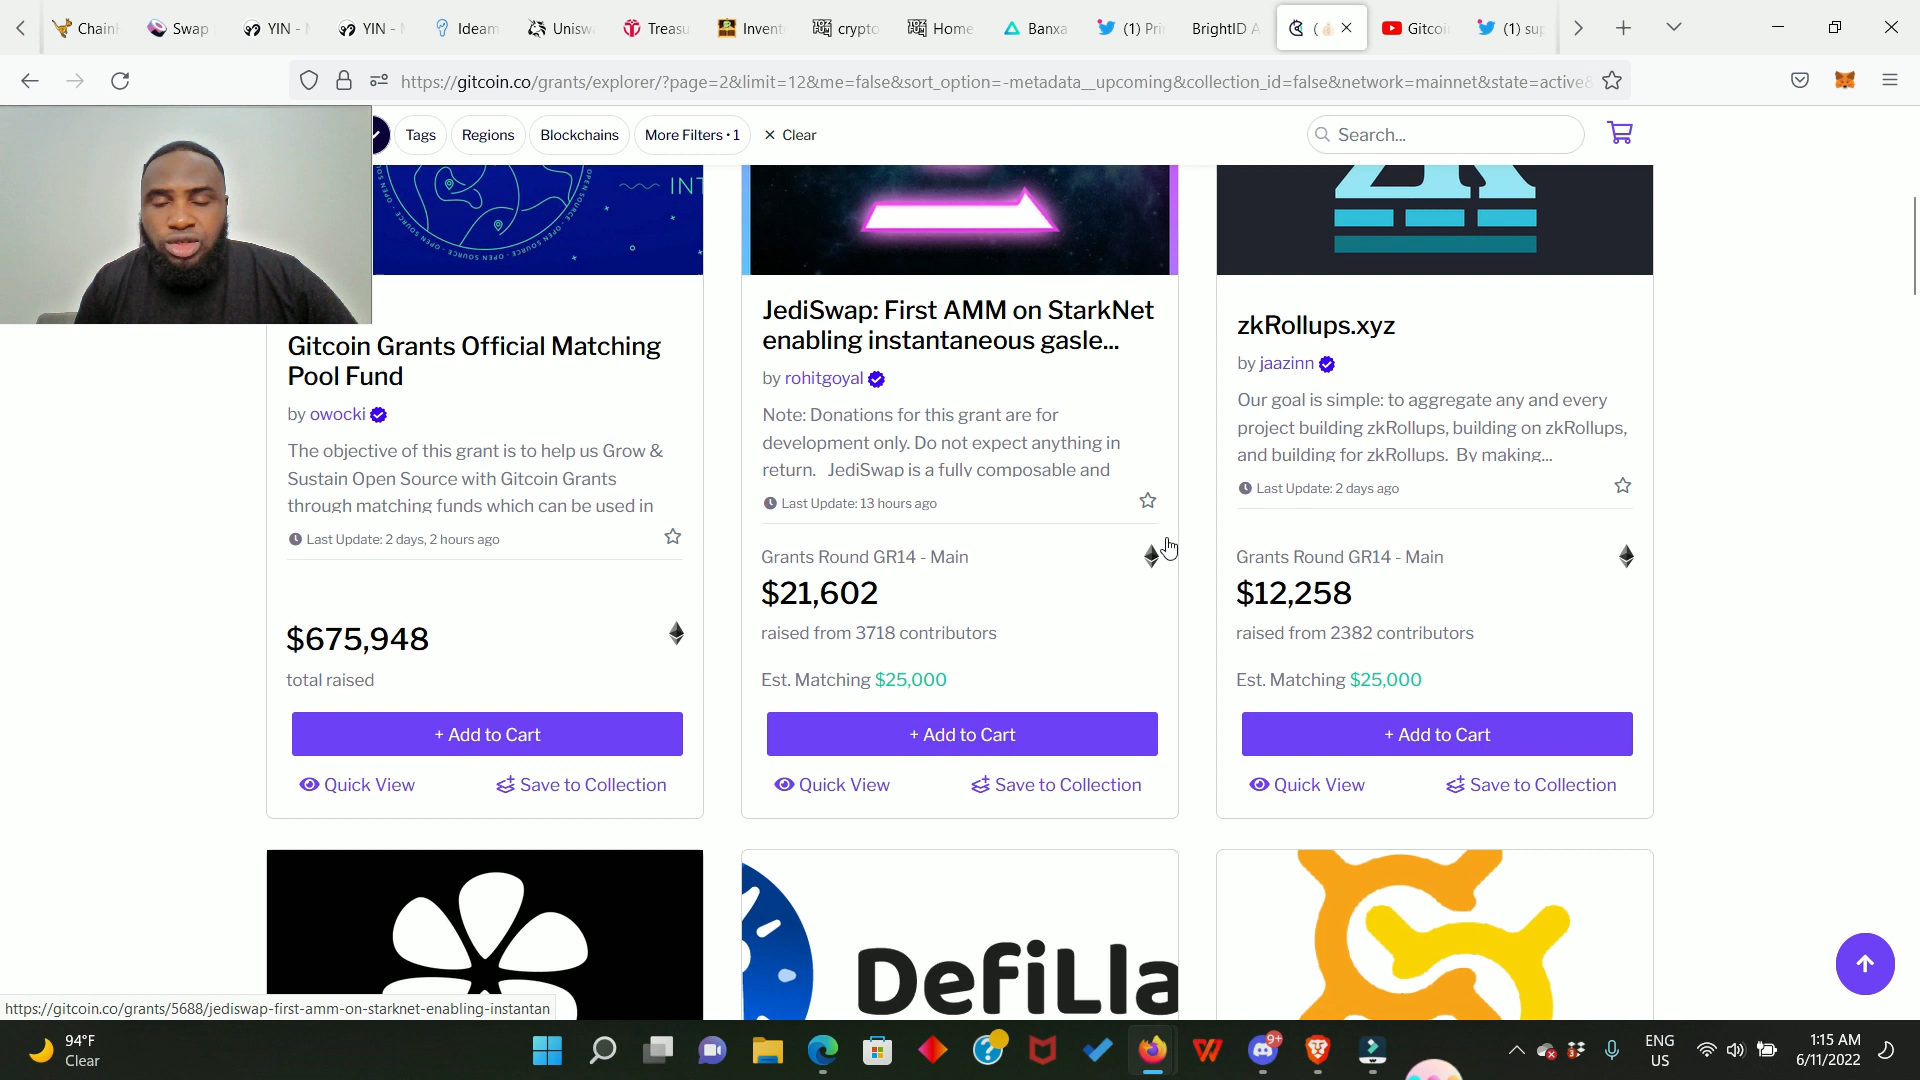 Chain
Swap
YIN -
YIN -
Ideam
Unisw
Treasu
Invent
crypto
Home
Banxa
(1) Pri
BrightID A
(
Gitcoi
(1) sup
https://gitcoin.co/grants/explorer/?page=2&limit=12&me=false&sort_option=-metadata__upcoming&collection_id=false&network=mainnet&state=active&
Tags
Regions
Blockchains
More Filters • 1
× Clear
Search...
OPEN SOURCE • OPEN SOURCE • OPEN SOURCE
INT
Gitcoin Grants Official Matching
Pool Fund
by owocki
The objective of this grant is to help us Grow &
Sustain Open Source with Gitcoin Grants
through matching funds which can be used in
Last Update: 2 days, 2 hours ago
$675,948
total raised
+ Add to Cart
Quick View
Save to Collection
JediSwap: First AMM on StarkNet
enabling instantaneous gasle...
by rohitgoyal
Note: Donations for this grant are for
development only. Do not expect anything in
return. JediSwap is a fully composable and
Last Update: 13 hours ago
Grants Round GR14 - Main
$21,602
raised from 3718 contributors
Est. Matching $25,000
+ Add to Cart
Quick View
Save to Collection
zkRollups.xyz
by jaazinn
Our goal is simple: to aggregate any and every
project building zkRollups, building on zkRollups,
and building for zkRollups. By making...
Last Update: 2 days ago
Grants Round GR14 - Main
$12,258
raised from 2382 contributors
Est. Matching $25,000
+ Add to Cart
Quick View
Save to Collection
DefiLla
https://gitcoin.co/grants/5688/jediswap-first-amm-on-starknet-enabling-instantan
94°F
Clear
9+
ENG
US
1:15 AM
6/11/2022